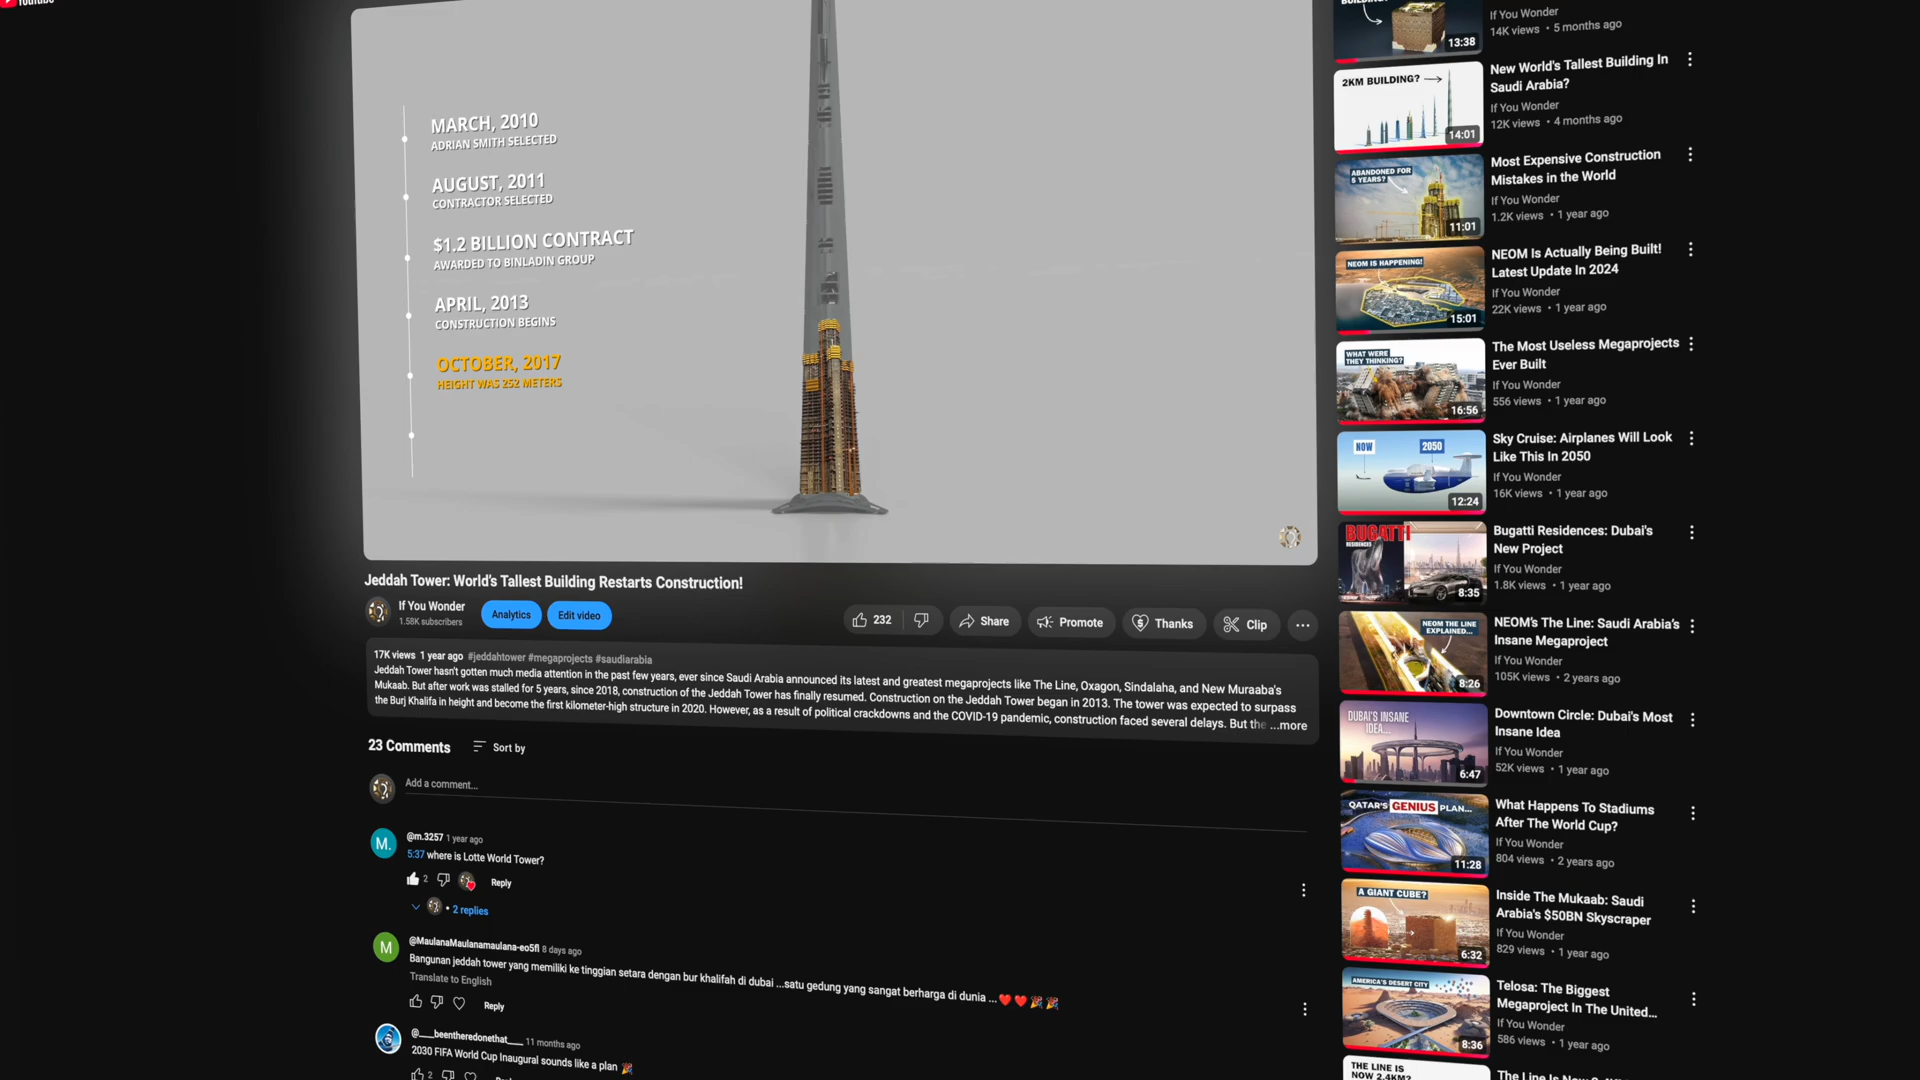 YouTube
MARCH, 2010
ADRIAN SMITH SELECTED
AUGUST, 2011
CONTRACTOR SELECTED
$1.2 BILLION CONTRACT
AWARDED TO BINLADIN GROUP
APRIL, 2013
CONSTRUCTION BEGINS
OCTOBER, 2017
HEIGHT WAS 252 METERS
Jeddah Tower: World's Tallest Building Restarts Construction!
If You Wonder
1.58K subscribers
Analytics
Edit video
232
Share
Promote
Thanks
Clip
17K views 1 year ago #jeddahtower #megaprojects #saudiarabia
Jeddah Tower hasn't gotten much media attention in the past few years, ever since Saudi Arabia announced its latest and greatest megaprojects like The Line, Oxagon, Sindalaha, and New Muraaba's
Mukaab. But after work was stalled for 5 years, since 2018, construction of the Jeddah Tower has finally resumed. Construction on the Jeddah Tower began in 2013. The tower was expected to surpass
the Burj Khalifa in height and become the first kilometer-high structure in 2020. However, as a result of political crackdowns and the COVID-19 pandemic, construction faced several delays. But the ...more
23 Comments
Sort by
Add a comment...
M.
@m.3257 1 year ago
5:37 where is Lotte World Tower?
2
Reply
• 2 replies
M
@MaulanaMaulanamaulana-eo5fl 8 days ago
Bangunan jeddah tower yang memiliki ke tinggian setara dengan bur khalifah di dubai ...satu gedung yang sangat berharga di dunia ...❤️❤️🎉🎉
Translate to English
Reply
@___beentheredonethat___ 11 months ago
2030 FIFA World Cup Inaugural sounds like a plan 🎉
2
BUILDING?
13:38
If You Wonder
14K views • 5 months ago
2KM BUILDING?
14:01
New World's Tallest Building In
Saudi Arabia?
If You Wonder
12K views • 4 months ago
ABANDONED FOR
5 YEARS?
11:01
Most Expensive Construction
Mistakes in the World
If You Wonder
1.2K views • 1 year ago
NEOM IS HAPPENING!
15:01
NEOM Is Actually Being Built!
Latest Update In 2024
If You Wonder
22K views • 1 year ago
WHAT WERE
THEY THINKING?
16:56
The Most Useless Megaprojects
Ever Built
If You Wonder
556 views • 1 year ago
NOW
2050
12:24
Sky Cruise: Airplanes Will Look
Like This In 2050
If You Wonder
16K views • 1 year ago
BUGATTI
RESIDENCES
8:35
Bugatti Residences: Dubai's
New Project
If You Wonder
1.8K views • 1 year ago
NEOM THE LINE
EXPLAINED...
8:26
NEOM's The Line: Saudi Arabia's
Insane Megaproject
If You Wonder
105K views • 2 years ago
DUBAI'S INSANE
IDEA...
6:47
Downtown Circle: Dubai's Most
Insane Idea
If You Wonder
52K views • 1 year ago
QATAR'S GENIUS PLAN...
11:28
What Happens To Stadiums
After The World Cup?
If You Wonder
804 views • 2 years ago
A GIANT CUBE?
6:32
Inside The Mukaab: Saudi
Arabia's $50BN Skyscraper
If You Wonder
829 views • 1 year ago
AMERICA'S DESERT CITY
8:36
Telosa: The Biggest
Megaproject In The United...
If You Wonder
586 views • 1 year ago
THE LINE IS
NOW 2.4KM?